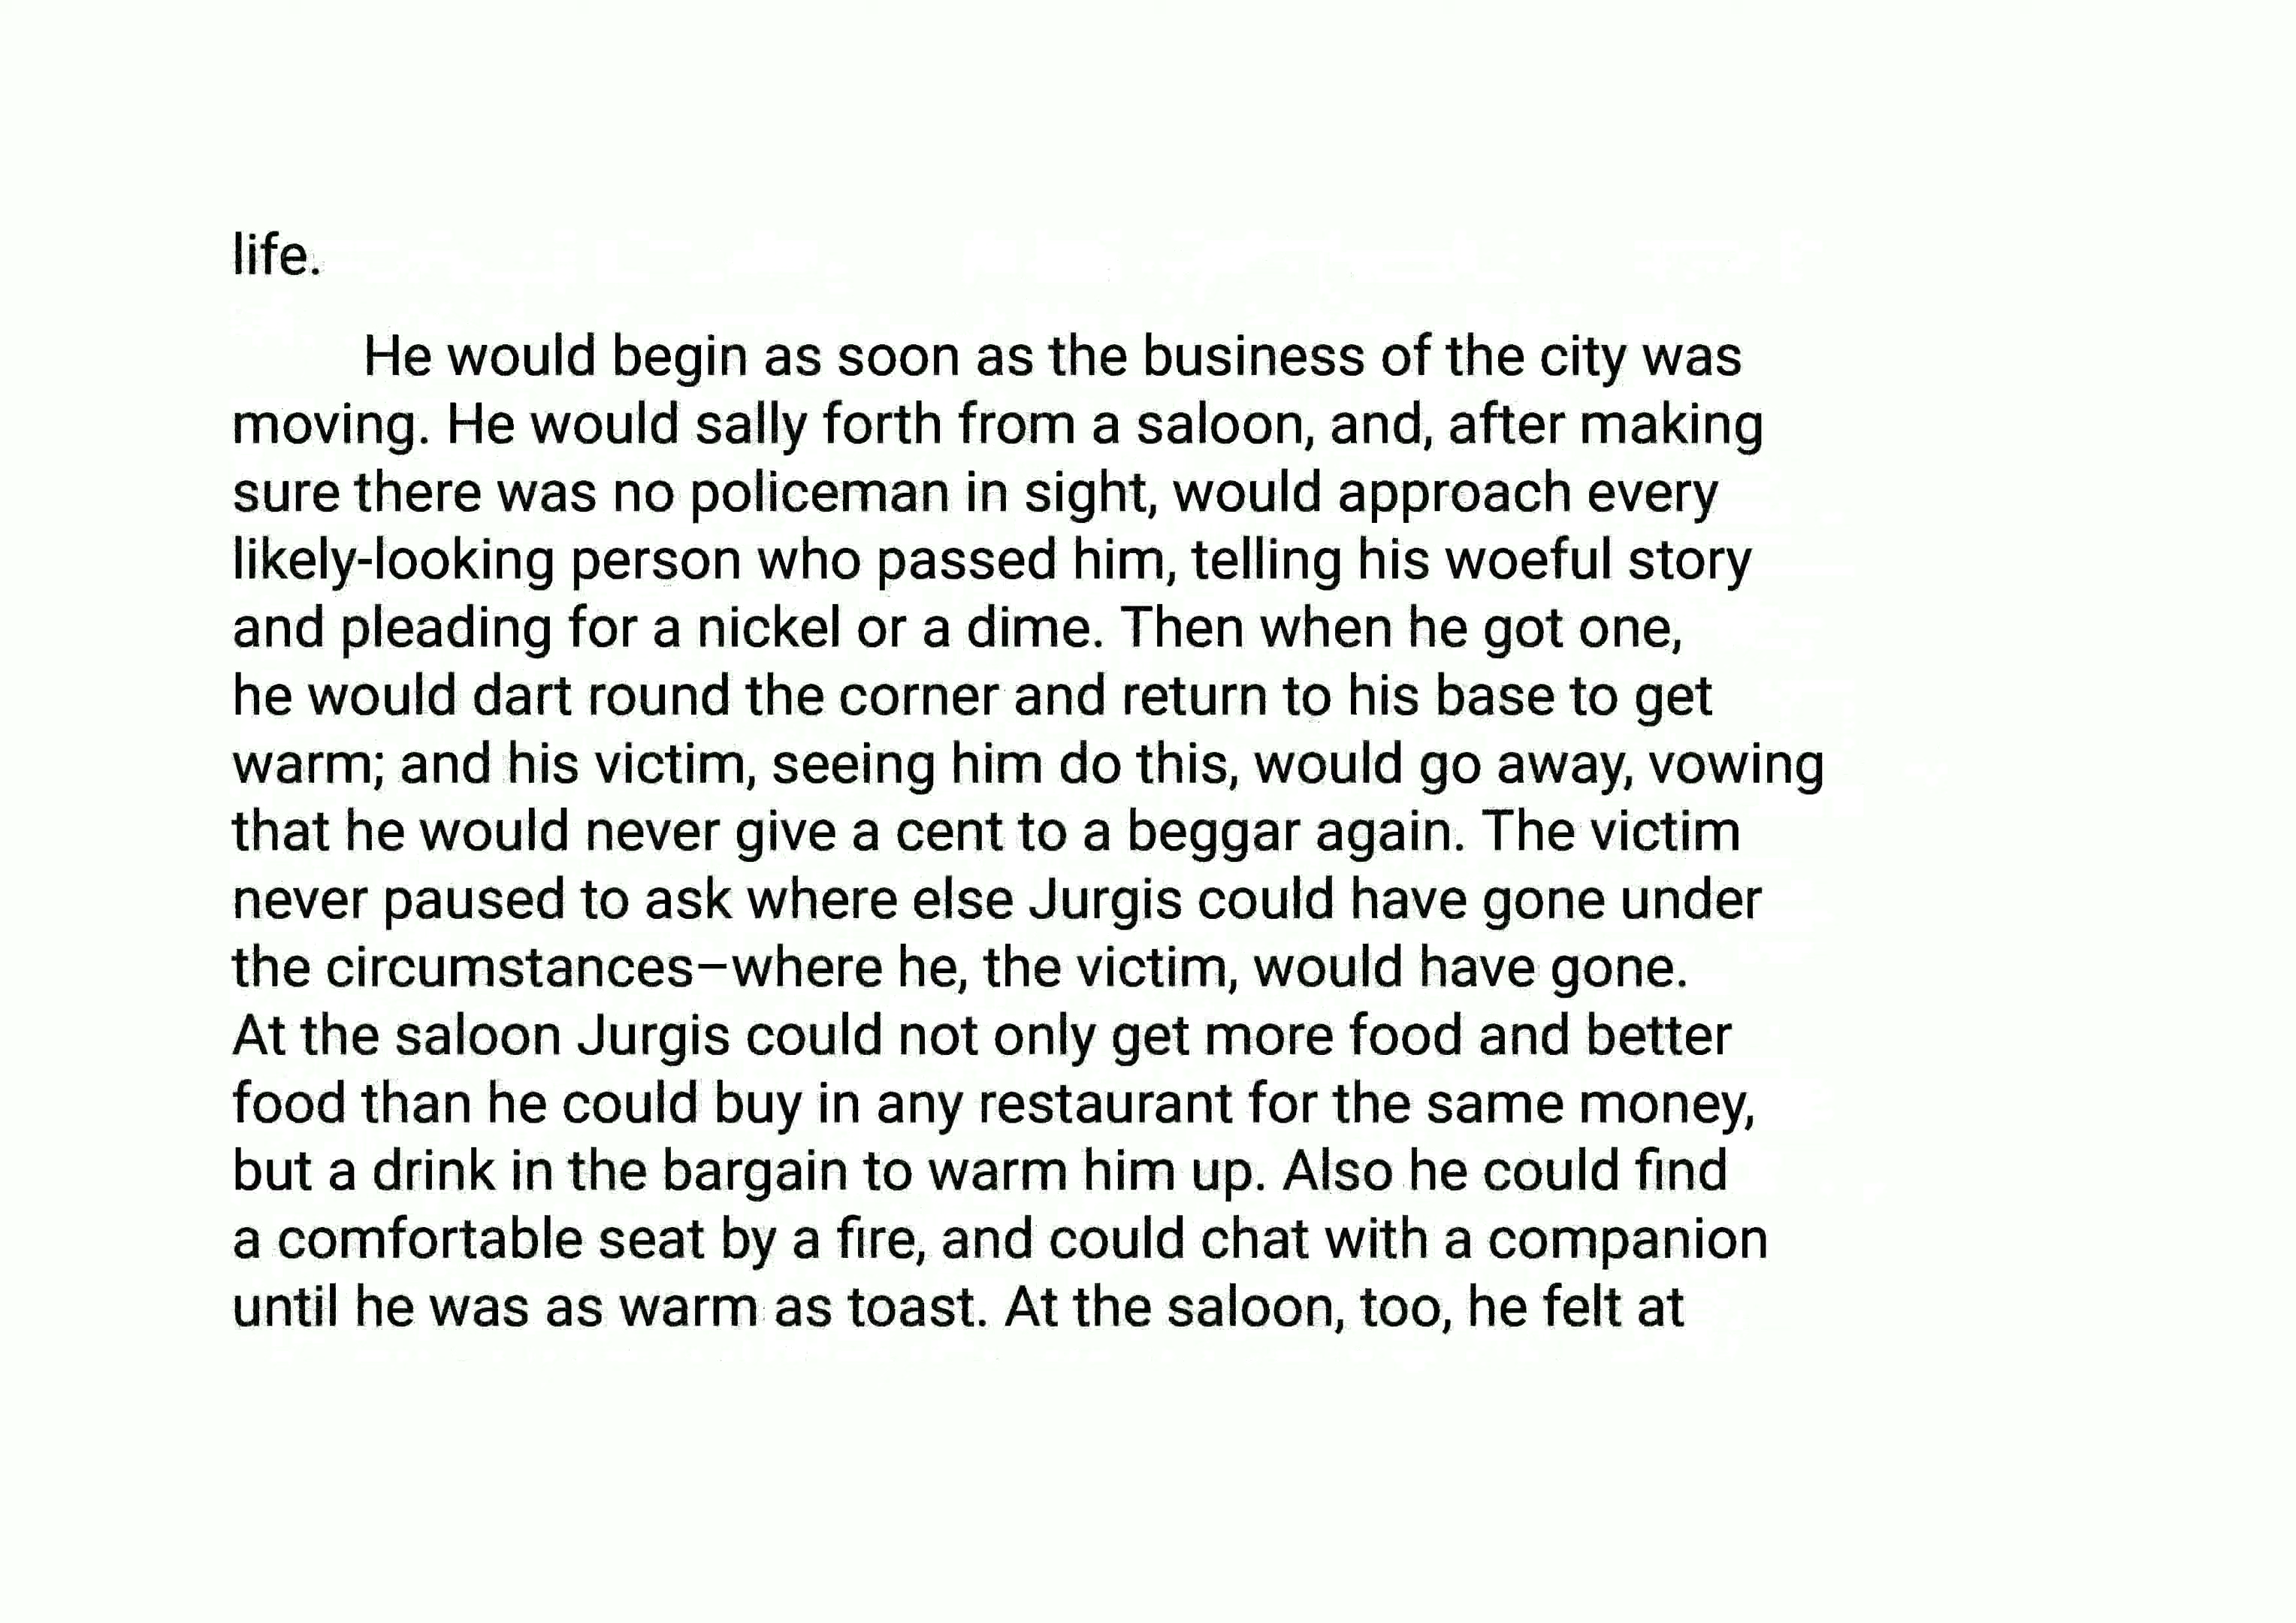 life.
He would begin as soon as the business of the city was
moving. He would sally forth from a saloon, and, after making
sure there was no policeman in sight, would approach every
likely-looking person who passed him, telling his woeful story
and pleading for a nickel or a dime. Then when he got one,
he would dart round the corner and return to his base to get
warm; and his victim, seeing him do this, would go away, vowing
that he would never give a cent to a beggar again. The victim
never paused to ask where else Jurgis could have gone under
the circumstances–where he, the victim, would have gone.
At the saloon Jurgis could not only get more food and better
food than he could buy in any restaurant for the same money,
but a drink in the bargain to warm him up. Also he could find
a comfortable seat by a fire, and could chat with a companion
until he was as warm as toast. At the saloon, too, he felt at